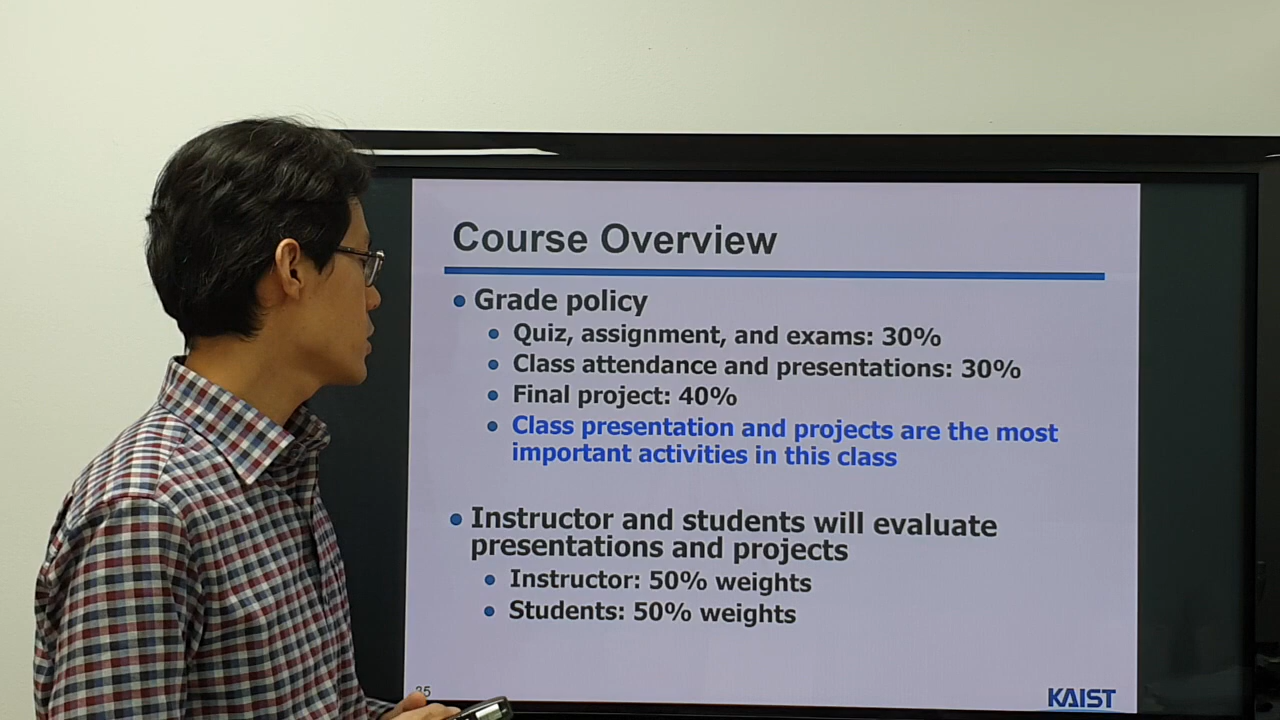 Course Overview
Grade policy
Quiz, assignment, and exams: 30%
Class attendance and presentations: 30%
Final project: 40%
Class presentation and projects are the most
important activities in this class
Instructor and students will evaluate
presentations and projects
Instructor: 50% weights
Students: 50% weights
KAIST